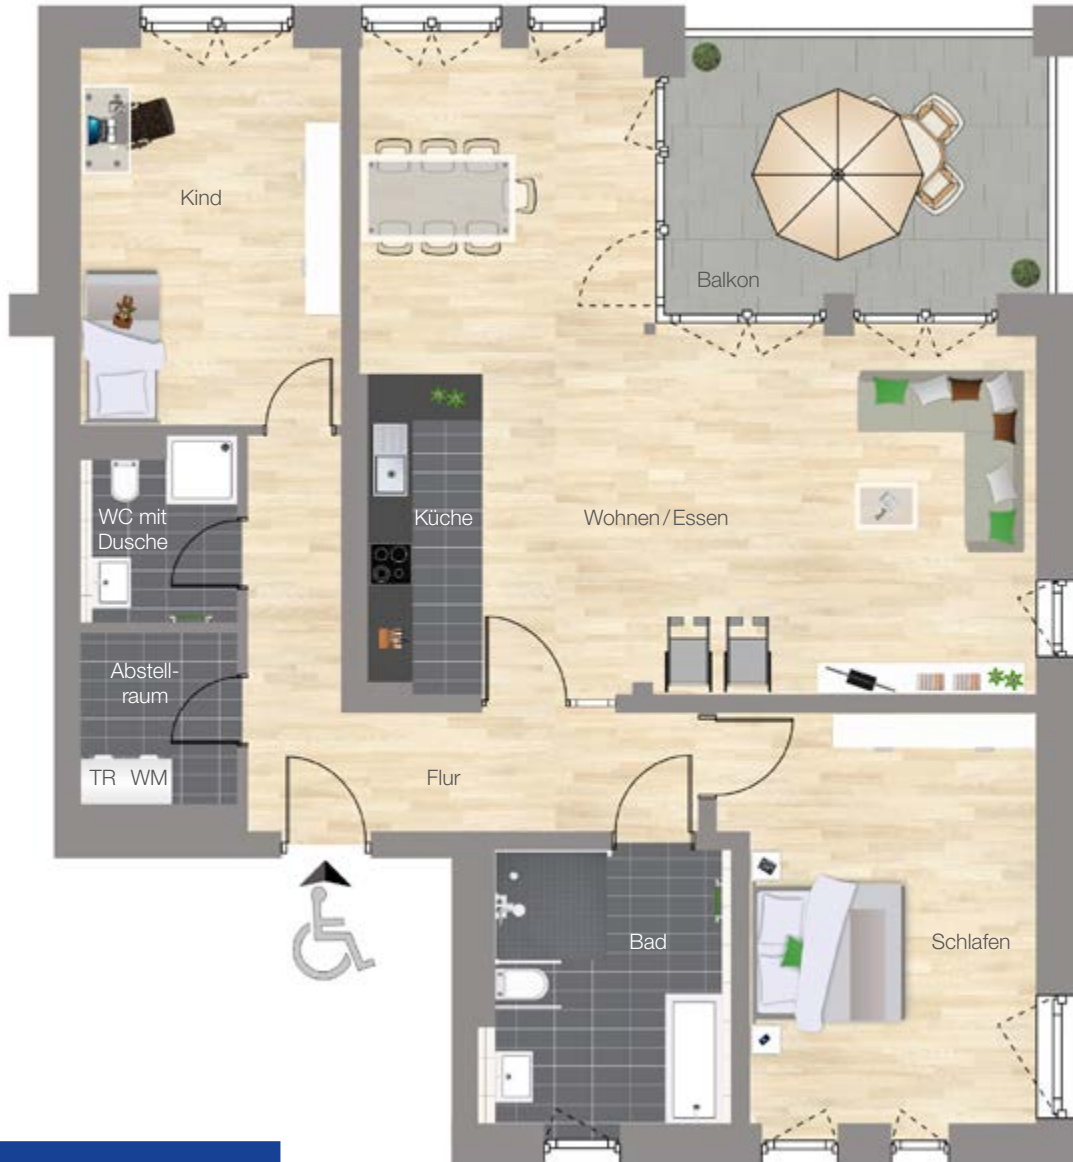 Kind
Balkon
WC mit
Dusche
Küche
Wohnen/Essen
Abstell-
raum
TR WM
Flur
Bad
Schlafen